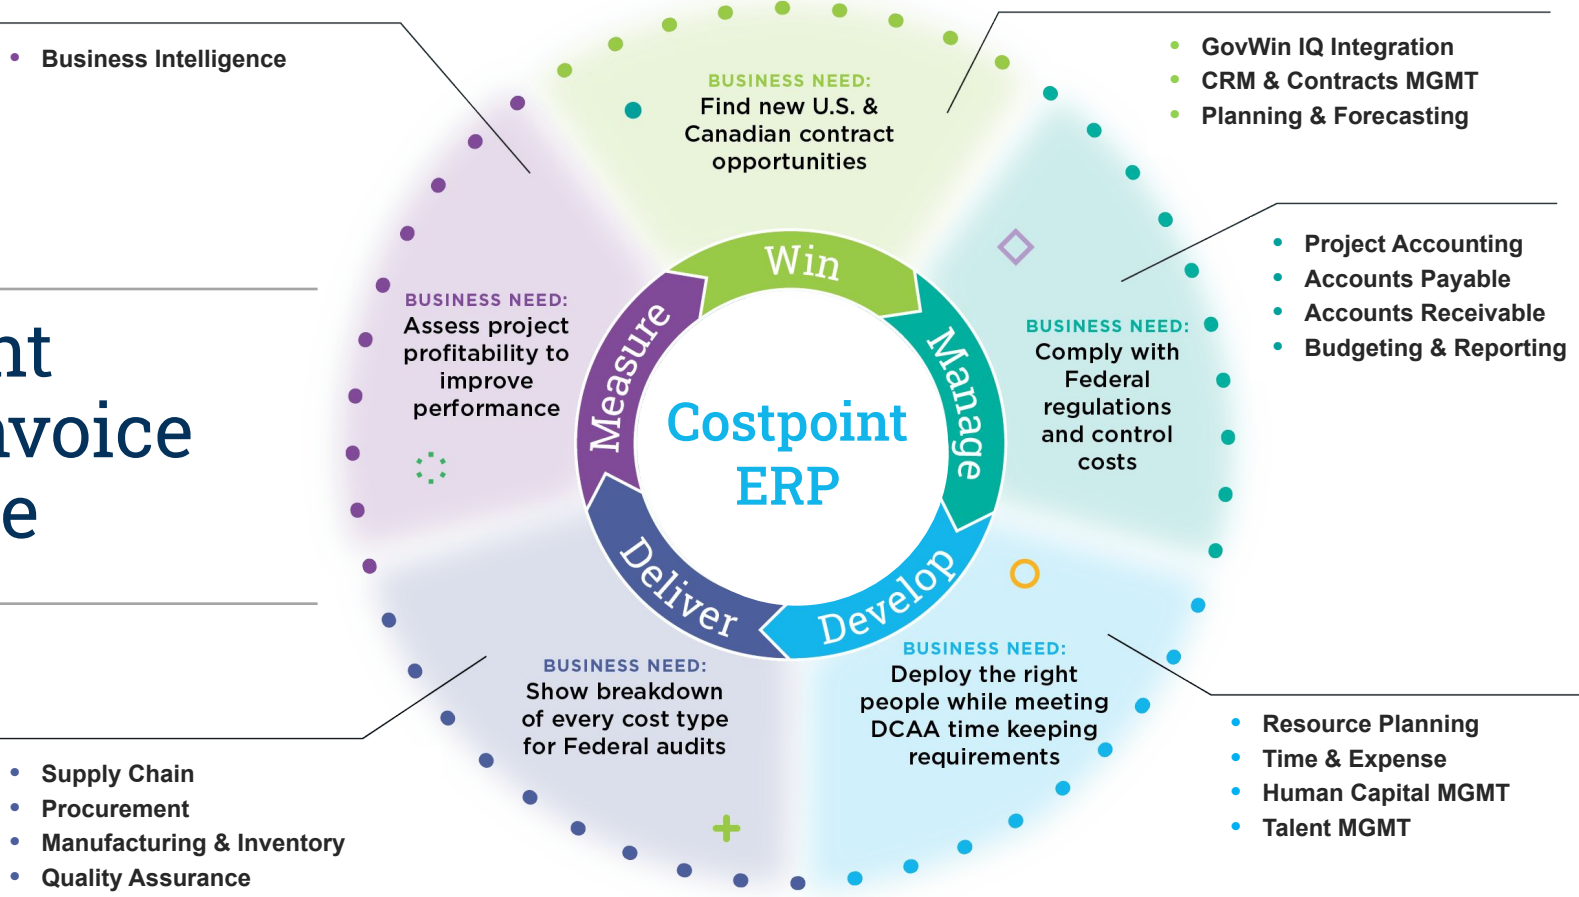 Business Intelligence
BUSINESS NEED:
Find new U.S. &
Canadian contract
opportunities
GovWin IQ Integration
CRM & Contracts MGMT
Planning & Forecasting
Project Accounting
Accounts Payable
Accounts Receivable
Budgeting & Reporting
BUSINESS NEED:
Assess project
profitability to
improve
performance
Win
Manage
Develop
Deliver
Measure
Costpoint
ERP
BUSINESS NEED:
Comply with
Federal
regulations
and control
costs
BUSINESS NEED:
Show breakdown
of every cost type
for Federal audits
BUSINESS NEED:
Deploy the right
people while meeting
DCAA time keeping
requirements
Supply Chain
Procurement
Manufacturing & Inventory
Quality Assurance
Resource Planning
Time & Expense
Human Capital MGMT
Talent MGMT